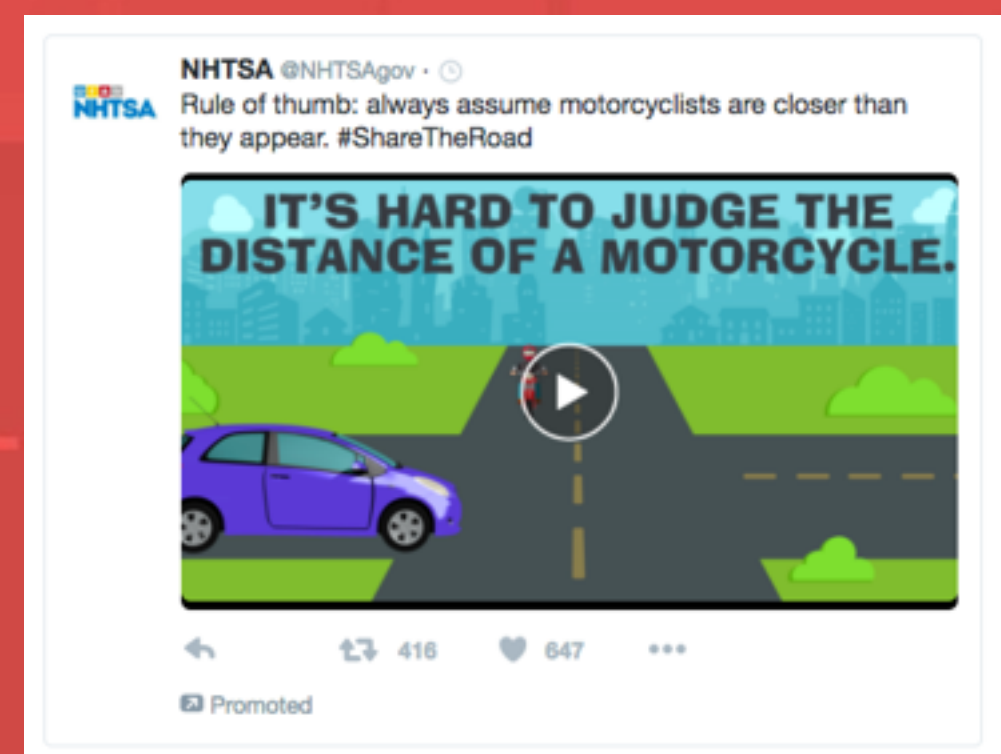 NHTSA @NHTSAgov ·
NHTSA
Rule of thumb: always assume motorcyclists are closer than
they appear. #ShareTheRoad
IT'S HARD TO JUDGE THE
DISTANCE OF A MOTORCYCLE.
416 647 •••
Promoted